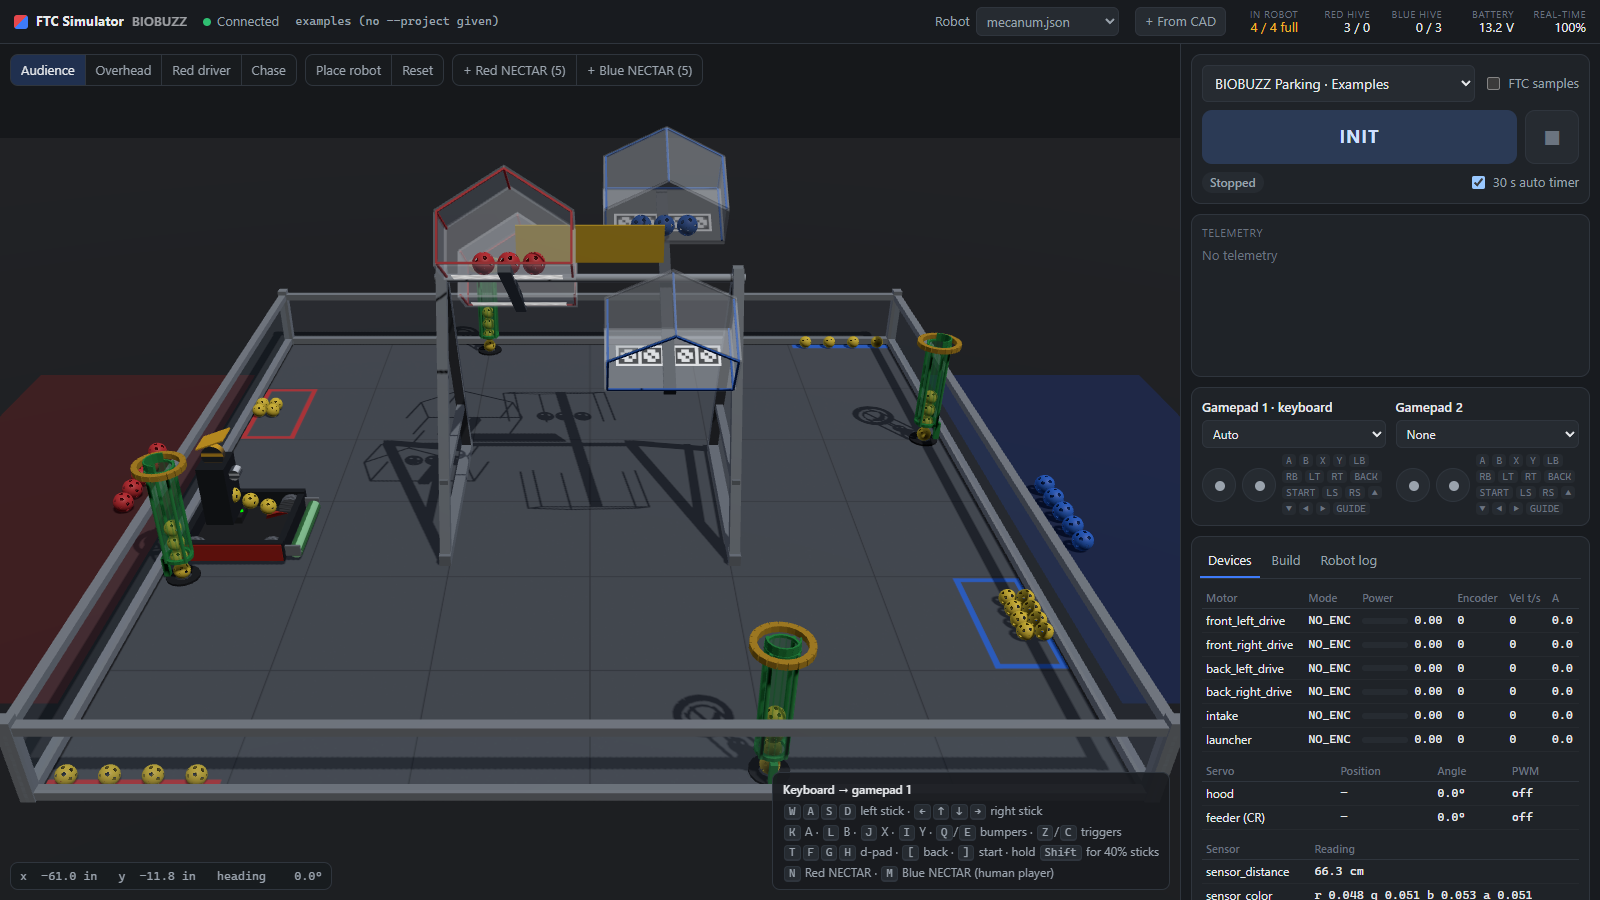 FTC Simulator BIOBUZZ Connected examples (no --project given)
Robot mecanum.json + From CAD
IN ROBOT 4 / 4 full
RED HIVE 3 / 0
BLUE HIVE 0 / 3
BATTERY 13.2 V
REAL-TIME 100%
Audience Overhead Red driver Chase Place robot Reset + Red NECTAR (5) + Blue NECTAR (5)
BIOBUZZ Parking · Examples FTC samples
INIT
Stopped 30 s auto timer
TELEMETRY
No telemetry
Gamepad 1 · keyboard Gamepad 2
Auto None
A B X Y LB A B X Y LB
RB LT RT BACK RB LT RT BACK
START LS RS ▲ START LS RS ▲
▼ ◄ ► GUIDE ▼ ◄ ► GUIDE
Devices Build Robot log
Motor Mode Power Encoder Vel t/s A
front_left_drive NO_ENC 0.00 0 0 0.0
front_right_drive NO_ENC 0.00 0 0 0.0
back_left_drive NO_ENC 0.00 0 0 0.0
back_right_drive NO_ENC 0.00 0 0 0.0
intake NO_ENC 0.00 0 0 0.0
launcher NO_ENC 0.00 0 0 0.0
Servo Position Angle PWM
hood — 0.0° off
feeder (CR) — 0.0° off
Sensor Reading
sensor_distance 66.3 cm
sensor_color r 0.048 g 0.051 b 0.053 a 0.051
Keyboard → gamepad 1
W A S D left stick · ← ↑ ↓ → right stick
K A · L B · J X · I Y · Q / E bumpers · Z / C triggers
T F G H d-pad · [ back · ] start · hold Shift for 40% sticks
N Red NECTAR · M Blue NECTAR (human player)
x -61.0 in y -11.8 in heading 0.0°